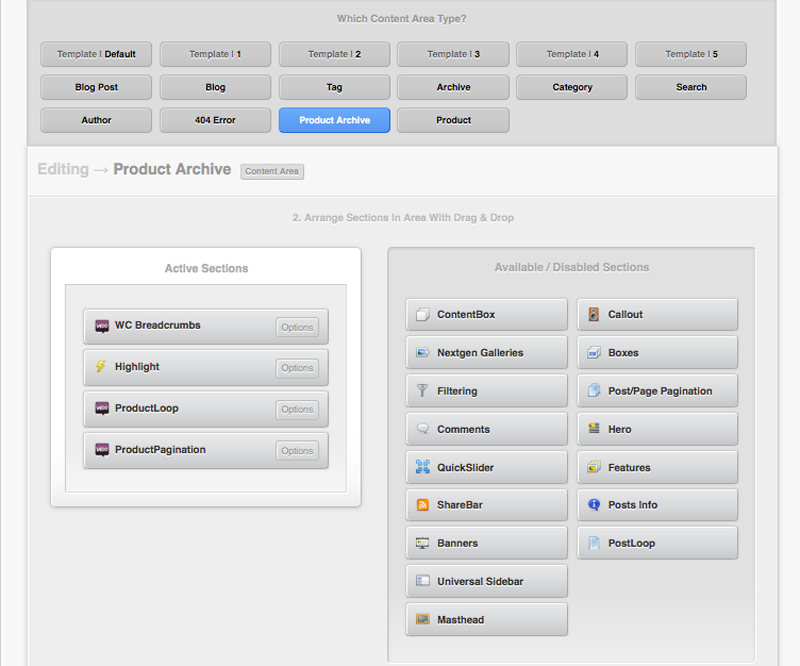 Which Content Area Type?
Template | Default Template | 1 Template | 2 Template | 3 Template | 4 Template | 5
Blog Post Blog Tag Archive Category Search
Author 404 Error Product Archive Product
Editing → Product Archive Content Area
2. Arrange Sections In Area With Drag & Drop
Active Sections
WC Breadcrumbs Options
Highlight Options
ProductLoop Options
ProductPagination Options
Available / Disabled Sections
ContentBox Callout
Nextgen Galleries Boxes
Filtering Post/Page Pagination
Comments Hero
QuickSlider Features
ShareBar Posts Info
Banners PostLoop
Universal Sidebar
Masthead